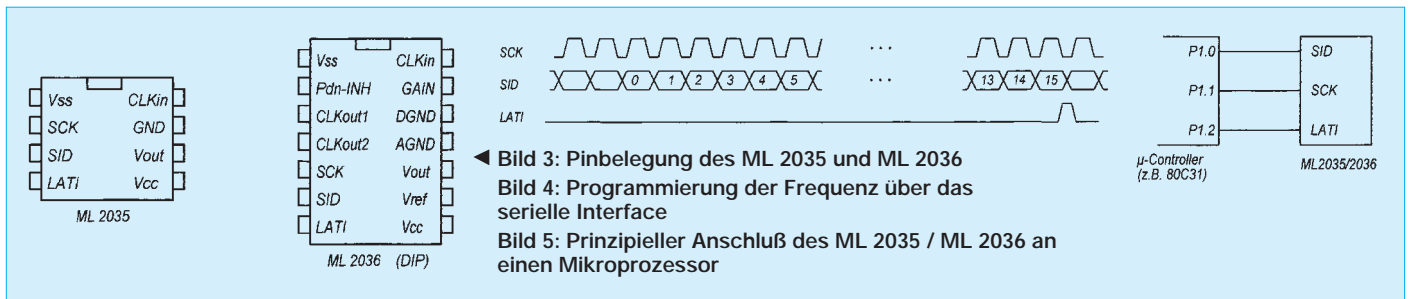 Vss CLKin
SCK GND
SID Vout
LATI Vcc
ML 2035
Vss CLKin
Pdn-INH GAIN
CLKout1 DGND
CLKout2 AGND
SCK Vout
SID Vref
LATI Vcc
ML 2036 (DIP)
SCK ...
SID 0 1 2 3 4 5 ... 13 14 15
LATI
◄ Bild 3: Pinbelegung des ML 2035 und ML 2036
Bild 4: Programmierung der Frequenz über das
serielle Interface
Bild 5: Prinzipieller Anschluß des ML 2035 / ML 2036 an
einen Mikroprozessor
P1.0 SID
P1.1 SCK
P1.2 LATI
µ-Controller
(z.B. 80C31)
ML2035/2036